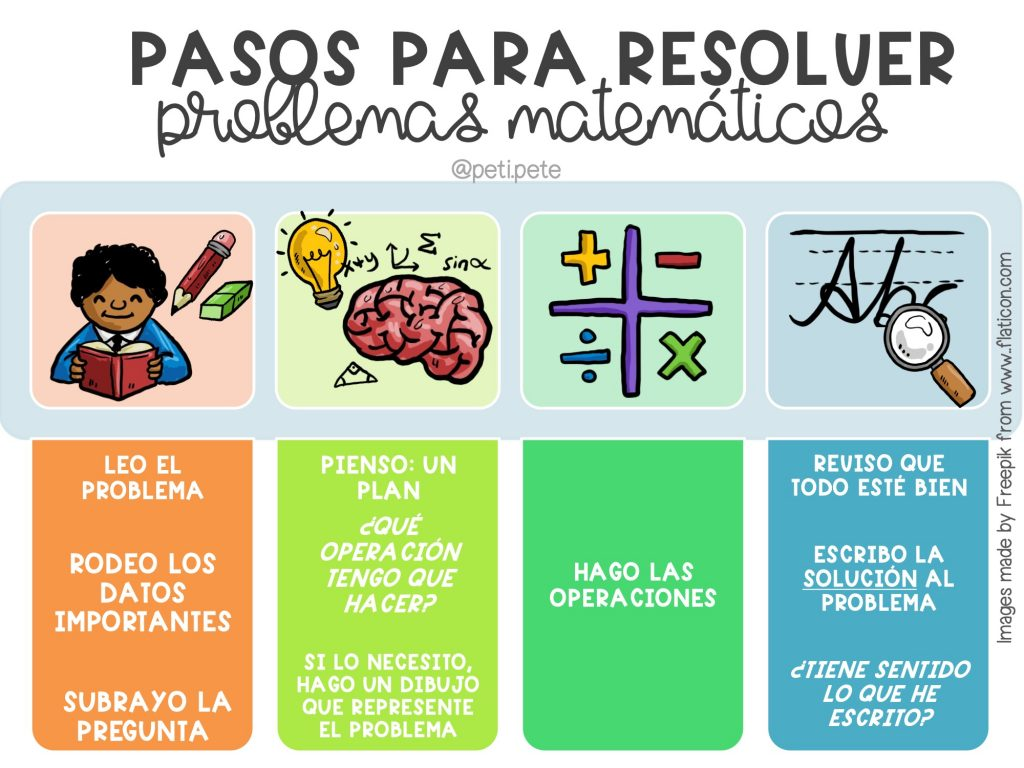 PASOS PARA RESOLVER
problemas matemáticos
@peti.pete
x+y
Σ
sinα
Abc
LEO EL
PROBLEMA
RODEO LOS
DATOS
IMPORTANTES
SUBRAYO LA
PREGUNTA
PIENSO: UN
PLAN
¿QUÉ
OPERACIÓN
TENGO QUE
HACER?
SI LO NECESITO,
HAGO UN DIBUJO
QUE REPRESENTE
EL PROBLEMA
HAGO LAS
OPERACIONES
REVISO QUE
TODO ESTÉ BIEN
ESCRIBO LA
SOLUCIÓN AL
PROBLEMA
¿TIENE SENTIDO
LO QUE HE
ESCRITO?
Images made by Freepik from www.flaticon.com